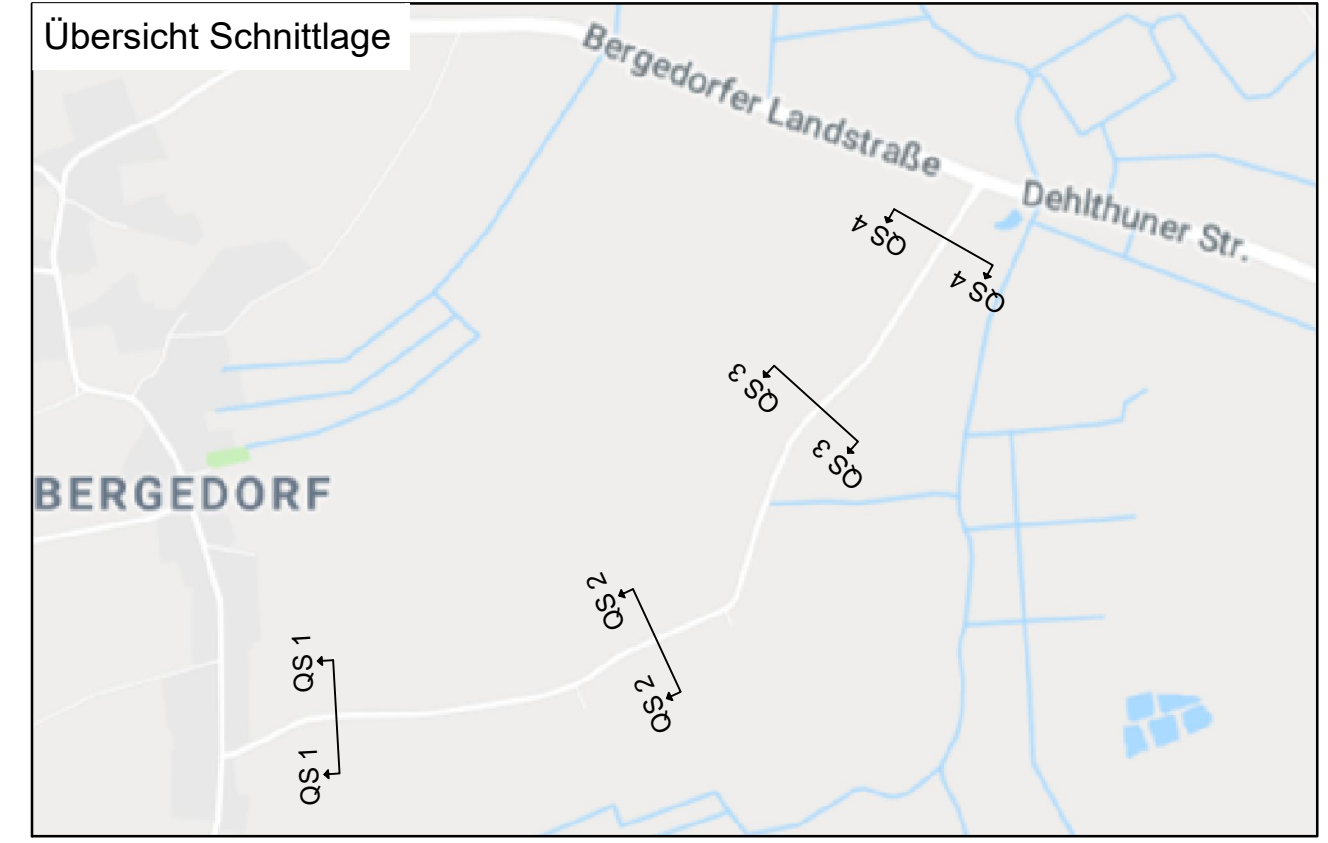 Übersicht Schnittlage
Bergedorfer Landstraße
Dehlthuner Str.
QS 4
QS 4
QS 3
QS 3
BERGEDORF
QS 2
QS 2
QS 1
QS 1